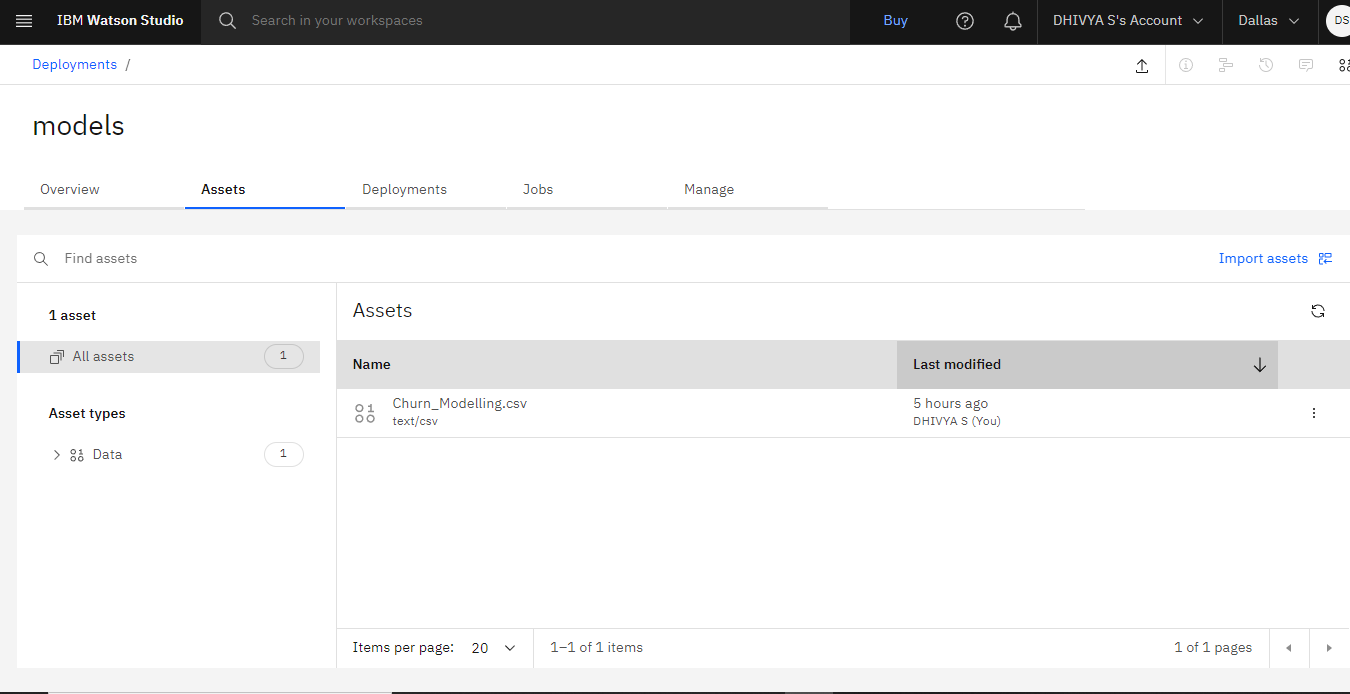 IBM Watson Studio
Search in your workspaces
Buy
DHIVYA S's Account
Dallas
DS
Deployments /
models
Overview
Assets
Deployments
Jobs
Manage
Find assets
Import assets
1 asset
All assets
1
Asset types
Data
1
Assets
Name
Last modified
Churn_Modelling.csv
text/csv
5 hours ago
DHIVYA S (You)
Items per page: 20
1–1 of 1 items
1 of 1 pages